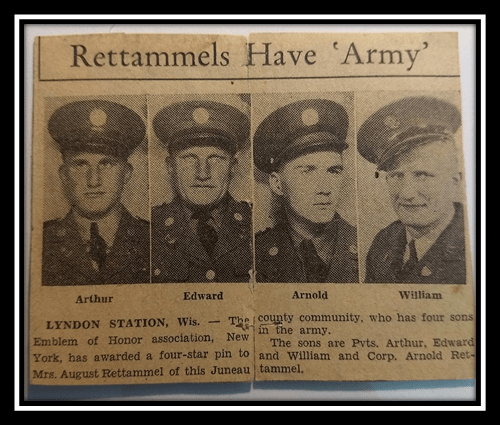 Rettammels Have 'Army'
Arthur Edward Arnold William
LYNDON STATION, Wis. — The
Emblem of Honor association, New
York, has awarded a four-star pin to
Mrs. August Rettammel of this Juneau
county community, who has four sons
in the army.
The sons are Pvts. Arthur, Edward
and William and Corp. Arnold Ret-
tammel.